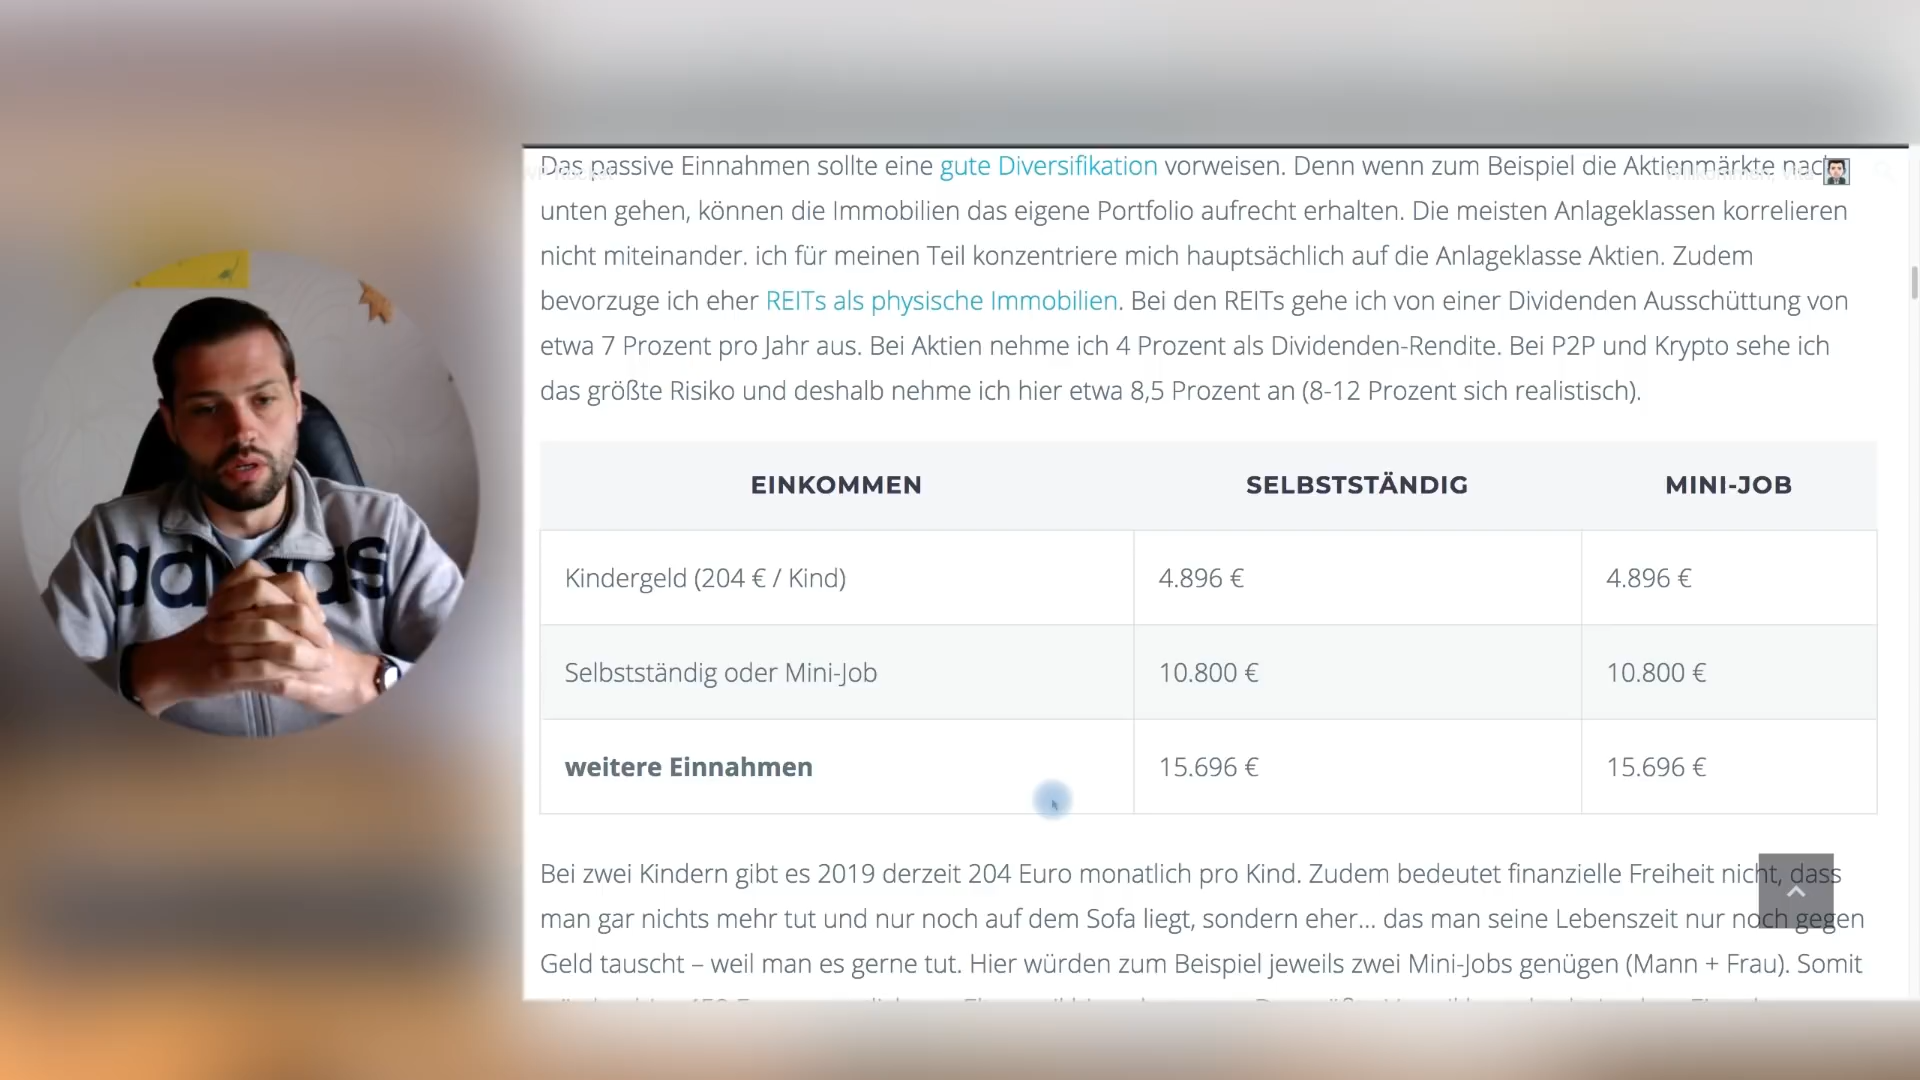 Das passive Einnahmen sollte eine gute Diversifikation vorweisen. Denn wenn zum Beispiel die Aktienmärkte nach
unten gehen, können die Immobilien das eigene Portfolio aufrecht erhalten. Die meisten Anlageklassen korrelieren
nicht miteinander. ich für meinen Teil konzentriere mich hauptsächlich auf die Anlageklasse Aktien. Zudem
bevorzuge ich eher REITs als physische Immobilien. Bei den REITs gehe ich von einer Dividenden Ausschüttung von
etwa 7 Prozent pro Jahr aus. Bei Aktien nehme ich 4 Prozent als Dividenden-Rendite. Bei P2P und Krypto sehe ich
das größte Risiko und deshalb nehme ich hier etwa 8,5 Prozent an (8-12 Prozent sich realistisch).
EINKOMMEN SELBSTSTÄNDIG MINI-JOB
Kindergeld (204 € / Kind) 4.896 € 4.896 €
Selbstständig oder Mini-Job 10.800 € 10.800 €
weitere Einnahmen 15.696 € 15.696 €
Bei zwei Kindern gibt es 2019 derzeit 204 Euro monatlich pro Kind. Zudem bedeutet finanzielle Freiheit nicht, dass
man gar nichts mehr tut und nur noch auf dem Sofa liegt, sondern eher... das man seine Lebenszeit nur noch gegen
Geld tauscht – weil man es gerne tut. Hier würden zum Beispiel jeweils zwei Mini-Jobs genügen (Mann + Frau). Somit
adidas